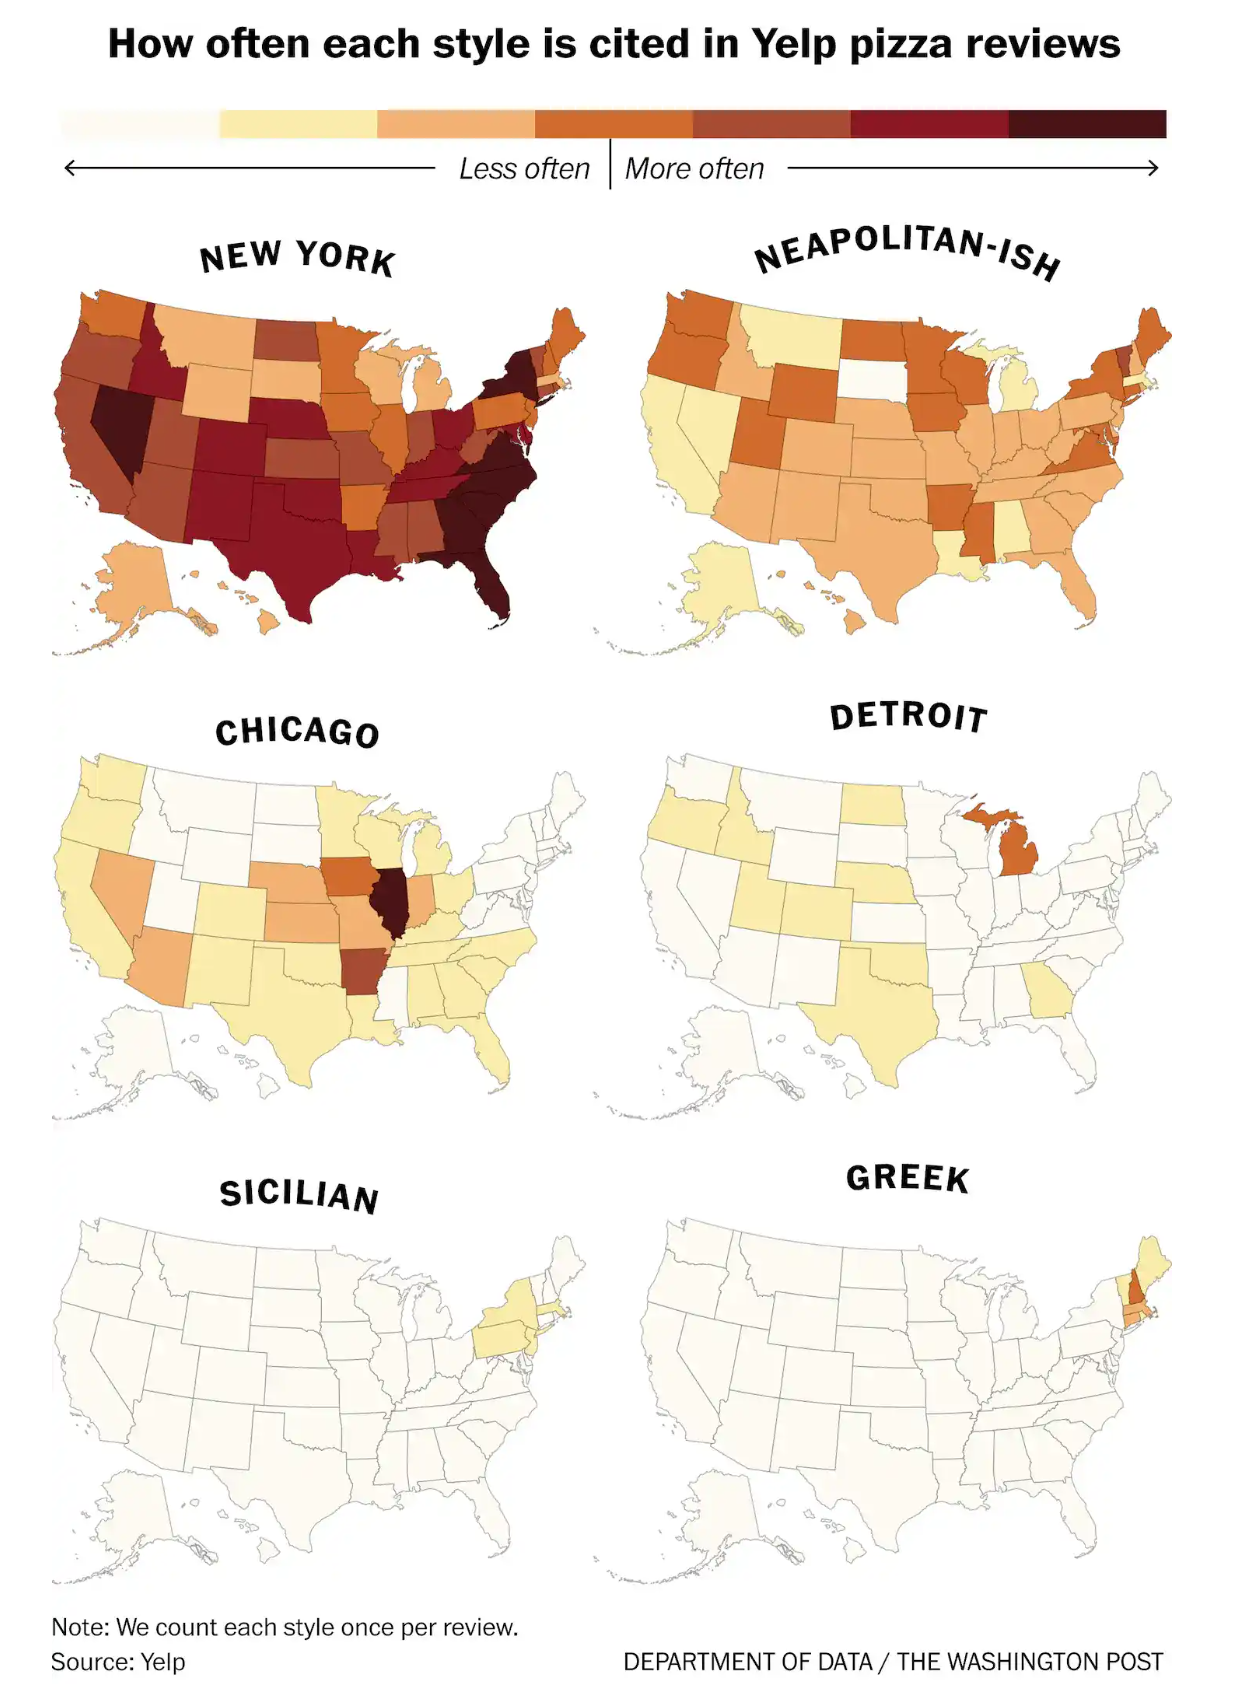 How often each style is cited in Yelp pizza reviews
Less often | More often
NEW YORK
NEAPOLITAN-ISH
CHICAGO
DETROIT
SICILIAN
GREEK
Note: We count each style once per review.
Source: Yelp
DEPARTMENT OF DATA / THE WASHINGTON POST